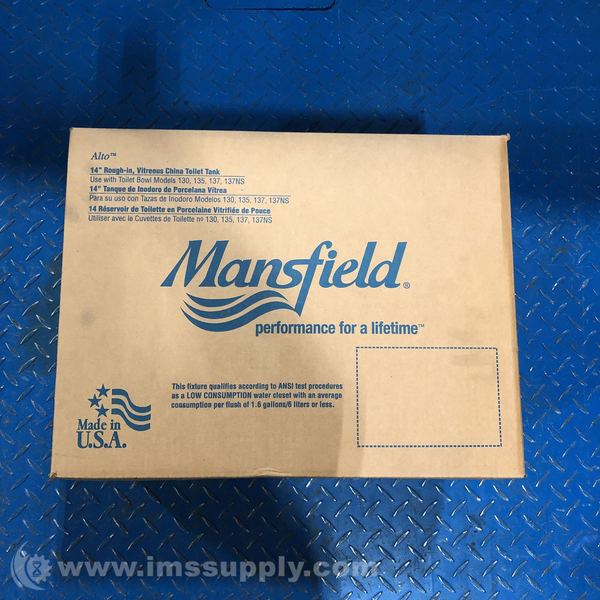 Alto™
14" Rough-in, Vitreous China Toilet Tank
Use with Toilet Bowl Models 130, 135, 137, 137NS
14" Tanque de Inodoro de Porcelana Vítrea
Para su uso con Tazas de Inodoro Modelos 130, 135, 137, 137NS
14 Réservoir de Toilette en Porcelaine Vitrifiée de Pouce
Utiliser avec le Cuvettes de Toilette nº 130, 135, 137, 137NS
Mansfield®
performance for a lifetime™
This fixture qualifies according to ANSI test procedures
as a LOW CONSUMPTION water closet with an average
consumption per flush of 1.6 gallons/6 liters or less.
Made in
U.S.A.
www.imssupply.com